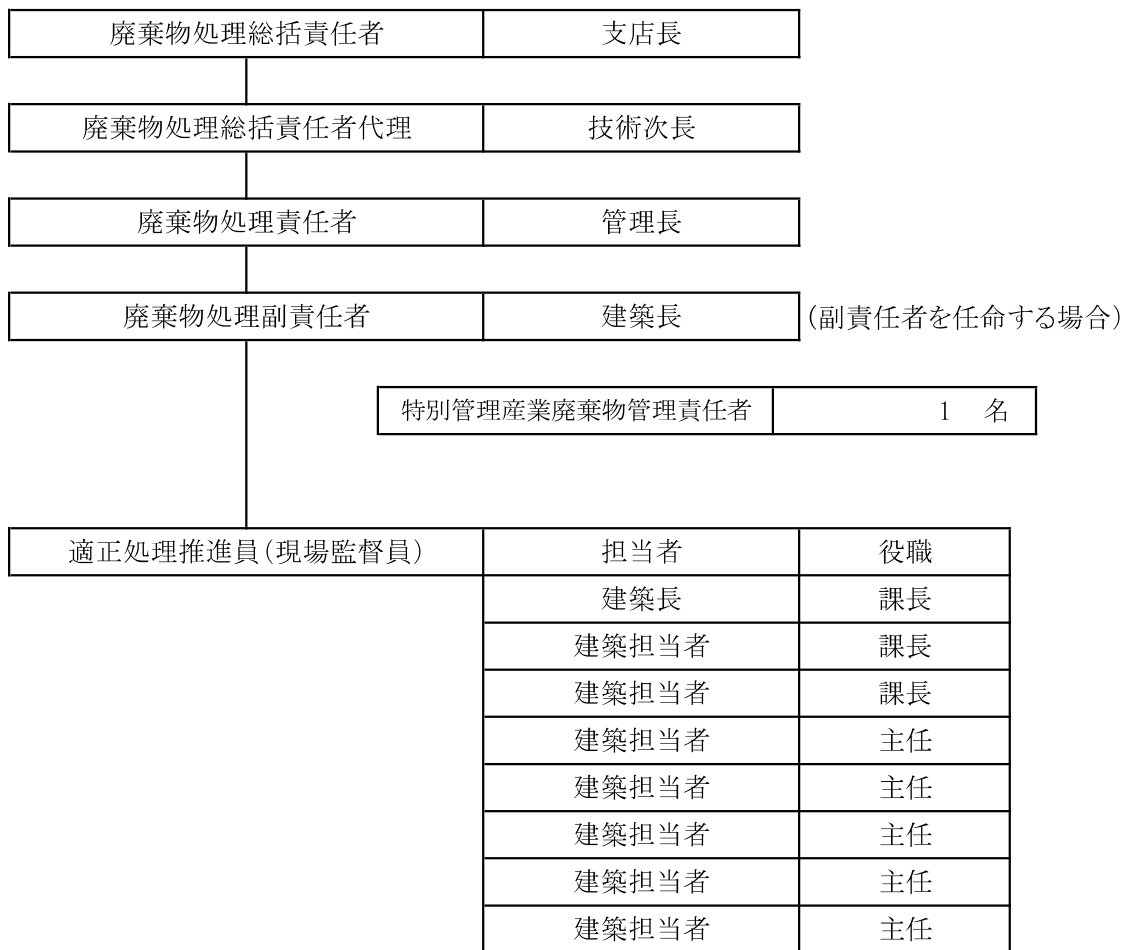 廃棄物処理総括責任者 支店長
廃棄物処理総括責任者代理 技術次長
廃棄物処理責任者 管理長
廃棄物処理副責任者 建築長 (副責任者を任命する場合)
特別管理産業廃棄物管理責任者 1 名
適正処理推進員(現場監督員) 担当者 役職
建築長 課長
建築担当者 課長
建築担当者 課長
建築担当者 主任
建築担当者 主任
建築担当者 主任
建築担当者 主任
建築担当者 主任